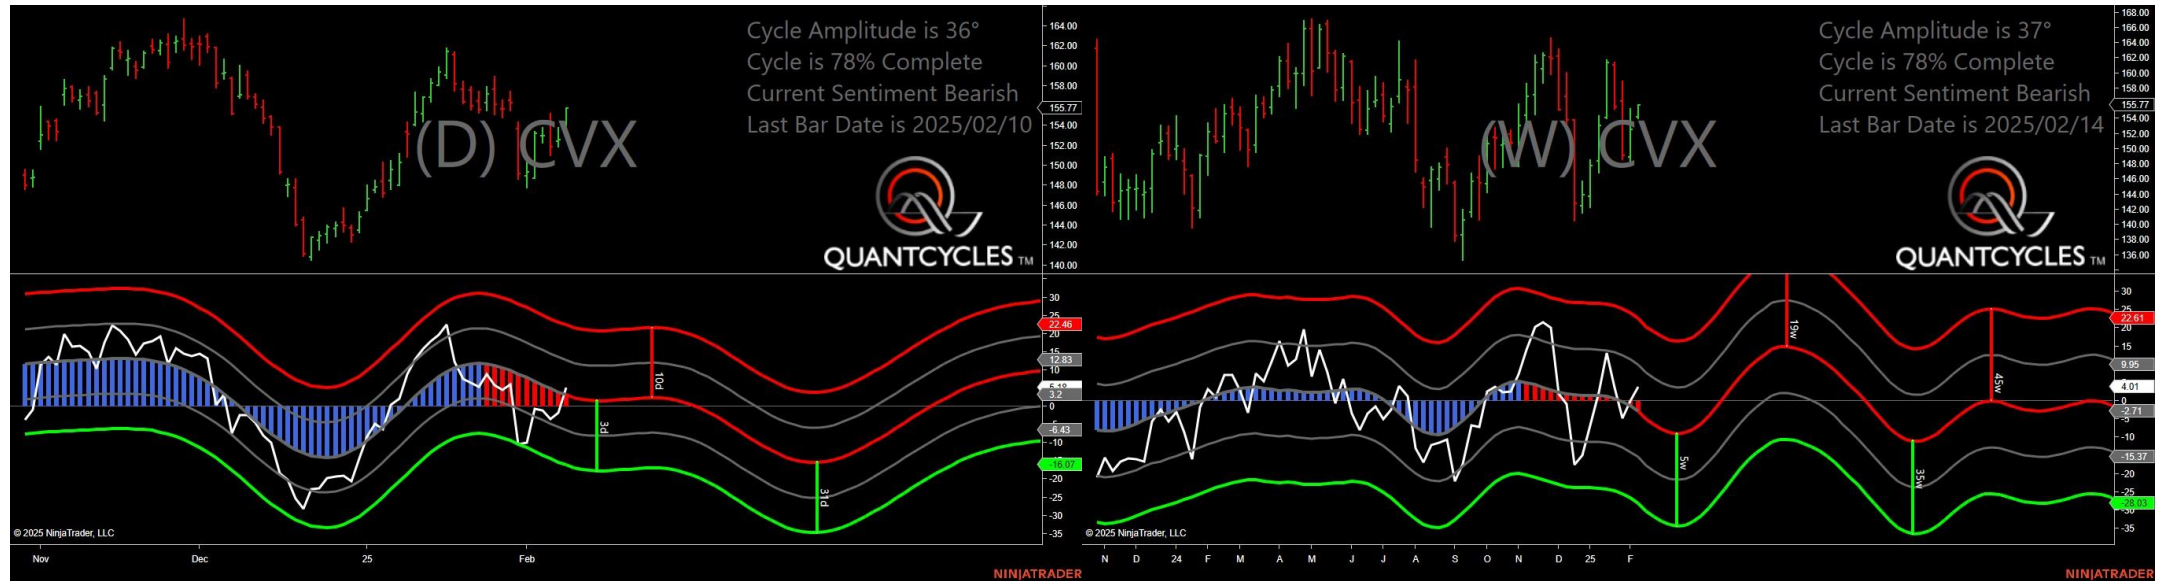 Cycle Amplitude is 36°
Cycle is 78% Complete
Current Sentiment Bearish
Last Bar Date is 2025/02/10
(D) CVX
QUANTCYCLES TM
164.00
162.00
160.00
158.00
155.77
154.00
152.00
150.00
148.00
146.00
144.00
142.00
140.00
30
22.46
20
12.83
10
3.2
0
-6.43
-10
-16.07
-20
-25
-30
-35
10d
3d
31d
© 2025 NinjaTrader, LLC
Nov
Dec
25
Feb
NINJATRADER
Cycle Amplitude is 37°
Cycle is 78% Complete
Current Sentiment Bearish
Last Bar Date is 2025/02/14
(W) CVX
QUANTCYCLES TM
168.00
166.00
164.00
162.00
160.00
158.00
155.77
154.00
152.00
150.00
148.00
146.00
144.00
142.00
140.00
138.00
136.00
30
25
22.61
20
15
9.95
4.01
0
-2.71
-5
-10
-15.37
-20
-25
-28.03
-30
-35
19w
45w
5w
35w
© 2025 NinjaTrader, LLC
N D 24 F M A M J J A S O N D 25 F
NINJATRADER